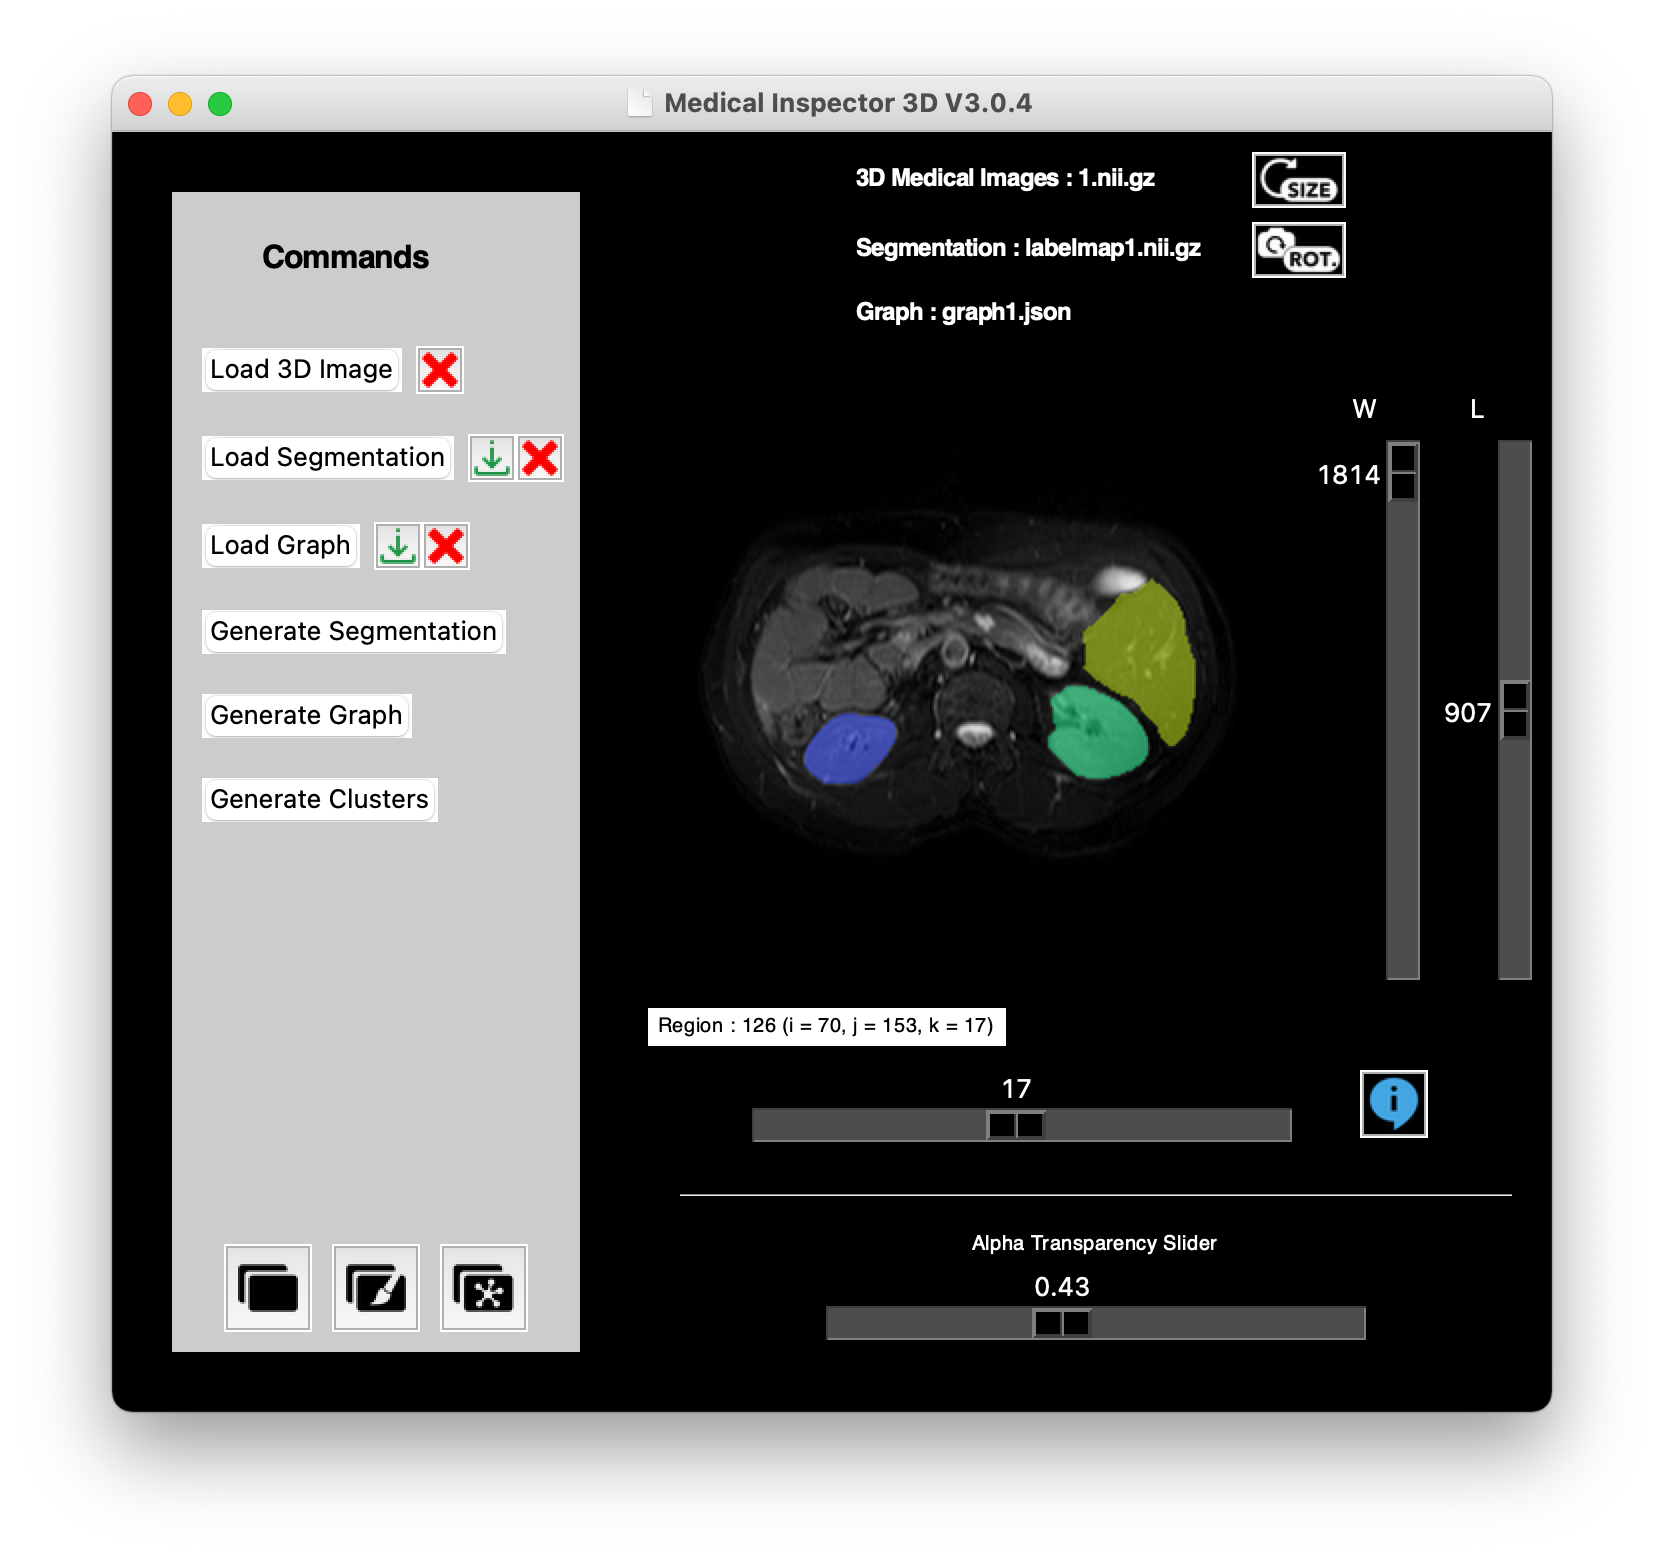 Medical Inspector 3D V3.0.4
3D Medical Images : 1.nii.gz
SIZE
Segmentation : labelmap1.nii.gz
ROT.
Graph : graph1.json
Commands
Load 3D Image
Load Segmentation
Load Graph
Generate Segmentation
Generate Graph
Generate Clusters
W
L
1814
907
Region : 126 (i = 70, j = 153, k = 17)
17
i
Alpha Transparency Slider
0.43